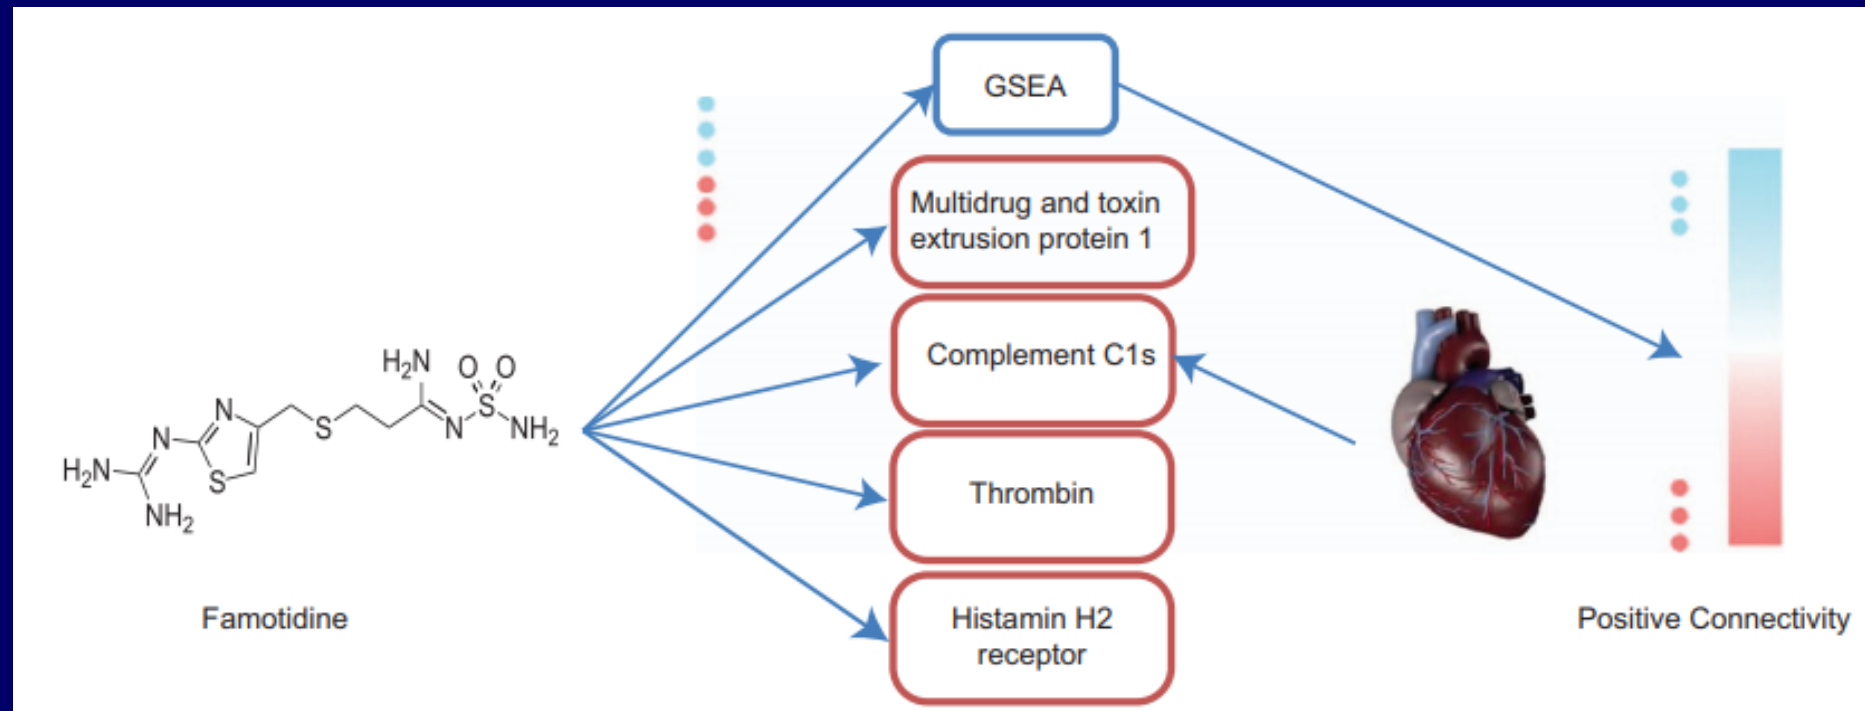 GSEA
Multidrug and toxin
extrusion protein 1
Complement C1s
Thrombin
Histamin H2
receptor
H₂N
N
N
S
NH₂
S
H₂N
N
O O
S
NH₂
Famotidine
Positive Connectivity